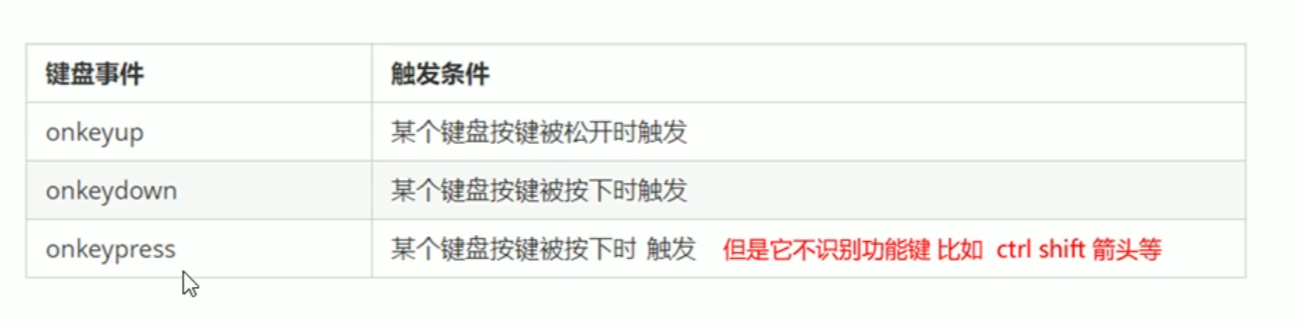 键盘事件 触发条件
onkeyup 某个键盘按键被松开时触发
onkeydown 某个键盘按键被按下时触发
onkeypress 某个键盘按键被按下时 触发 但是它不识别功能键 比如 ctrl shift 箭头等